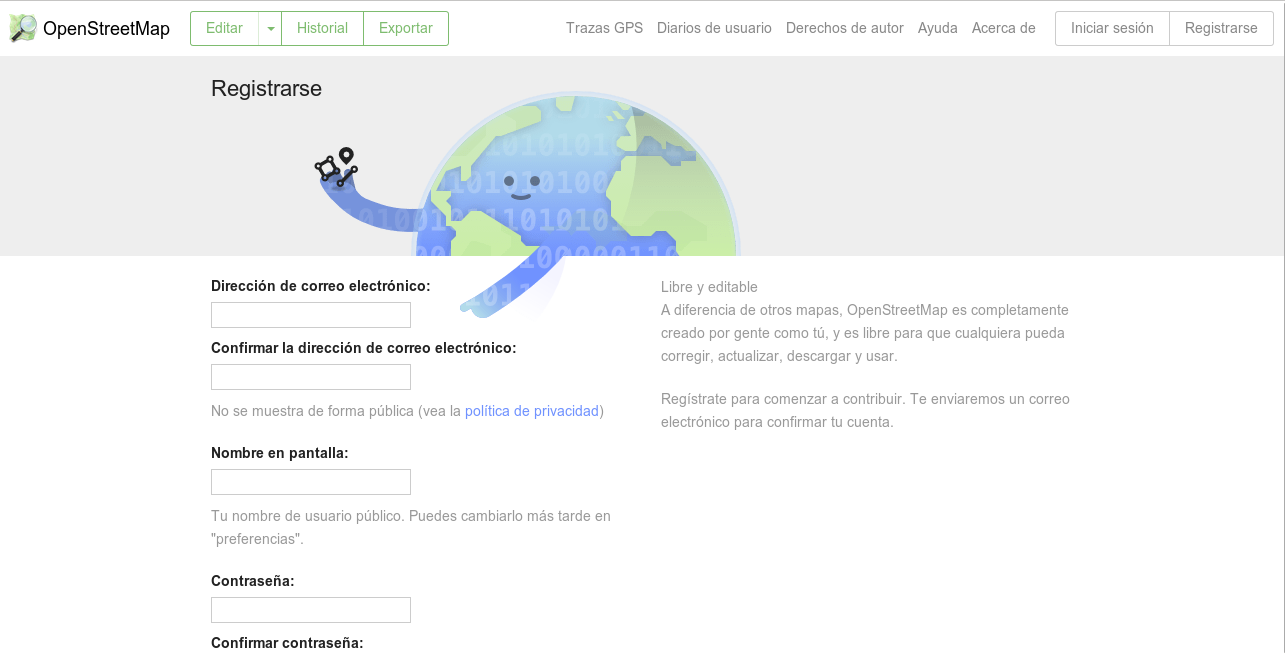 OpenStreetMap Editar Historial Exportar Trazas GPS Diarios de usuario Derechos de autor Ayuda Acerca de Iniciar sesión Registrarse
Registrarse
Dirección de correo electrónico:
Confirmar la dirección de correo electrónico:
No se muestra de forma pública (vea la política de privacidad)
Nombre en pantalla:
Tu nombre de usuario público. Puedes cambiarlo más tarde en
"preferencias".
Contraseña:
Confirmar contraseña:
Libre y editable
A diferencia de otros mapas, OpenStreetMap es completamente
creado por gente como tú, y es libre para que cualquiera pueda
corregir, actualizar, descargar y usar.
Regístrate para comenzar a contribuir. Te enviaremos un correo
electrónico para confirmar tu cuenta.